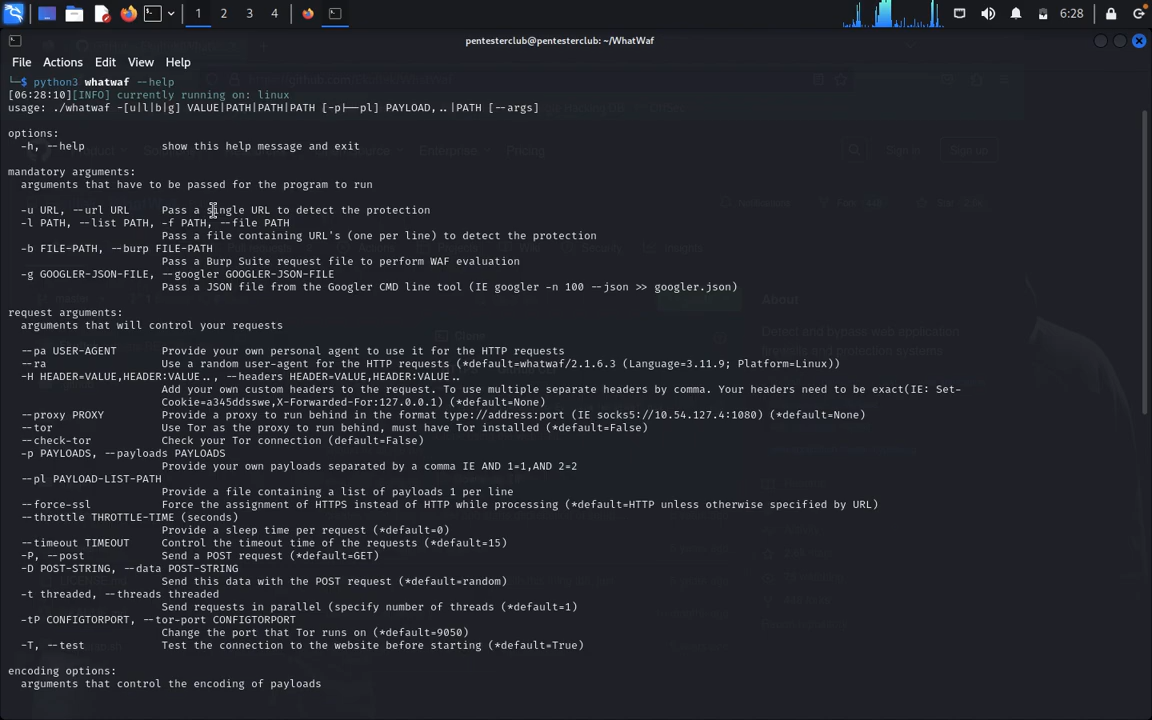 1 2 3 4 6:28
pentesterclub@pentesterclub: ~/WhatWaf
File Actions Edit View Help
└─$ python3 whatwaf --help
[06:28:10][INFO] currently running on: linux
usage: ./whatwaf -[u|l|b|g] VALUE|PATH|PATH|PATH [-p|--pl] PAYLOAD,..|PATH [--args]
options:
-h, --help show this help message and exit
mandatory arguments:
arguments that have to be passed for the program to run
-u URL, --url URL Pass a single URL to detect the protection
-l PATH, --list PATH, -f PATH, --file PATH
Pass a file containing URL's (one per line) to detect the protection
-b FILE-PATH, --burp FILE-PATH
Pass a Burp Suite request file to perform WAF evaluation
-g GOOGLER-JSON-FILE, --googler GOOGLER-JSON-FILE
Pass a JSON file from the Googler CMD line tool (IE googler -n 100 --json >> googler.json)
request arguments:
arguments that will control your requests
--pa USER-AGENT Provide your own personal agent to use it for the HTTP requests
--ra Use a random user-agent for the HTTP requests (*default=whatwaf/2.1.6.3 (Language=3.11.9; Platform=Linux))
-H HEADER=VALUE,HEADER:VALUE.., --headers HEADER=VALUE,HEADER:VALUE..
Add your own custom headers to the request. To use multiple separate headers by comma. Your headers need to be exact(IE: Set-
Cookie=a345ddsswe,X-Forwarded-For:127.0.0.1) (*default=None)
--proxy PROXY Provide a proxy to run behind in the format type://address:port (IE socks5://10.54.127.4:1080) (*default=None)
--tor Use Tor as the proxy to run behind, must have Tor installed (*default=False)
--check-tor Check your Tor connection (default=False)
-p PAYLOADS, --payloads PAYLOADS
Provide your own payloads separated by a comma IE AND 1=1,AND 2=2
--pl PAYLOAD-LIST-PATH
Provide a file containing a list of payloads 1 per line
--force-ssl Force the assignment of HTTPS instead of HTTP while processing (*default=HTTP unless otherwise specified by URL)
--throttle THROTTLE-TIME (seconds)
Provide a sleep time per request (*default=0)
--timeout TIMEOUT Control the timeout time of the requests (*default=15)
-P, --post Send a POST request (*default=GET)
-D POST-STRING, --data POST-STRING
Send this data with the POST request (*default=random)
-t threaded, --threads threaded
Send requests in parallel (specify number of threads (*default=1)
-tP CONFIGTORPORT, --tor-port CONFIGTORPORT
Change the port that Tor runs on (*default=9050)
-T, --test Test the connection to the website before starting (*default=True)
encoding options:
arguments that control the encoding of payloads